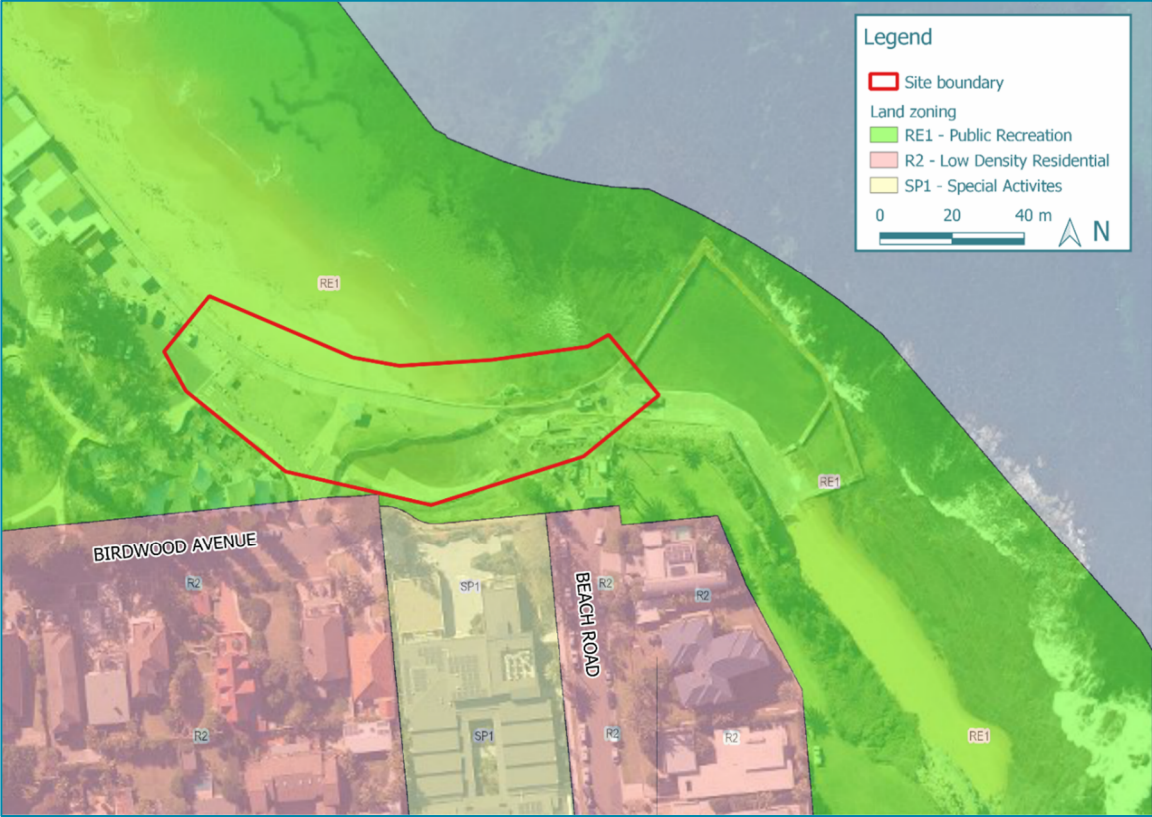 Legend
Site boundary
Land zoning
RE1 - Public Recreation
R2 - Low Density Residential
SP1 - Special Activites
0 20 40 m
N
RE1
RE1
BIRDWOOD AVENUE
R2
SP1
BEACH ROAD
R2
R2
R2
SP1
R2
R2
RE1